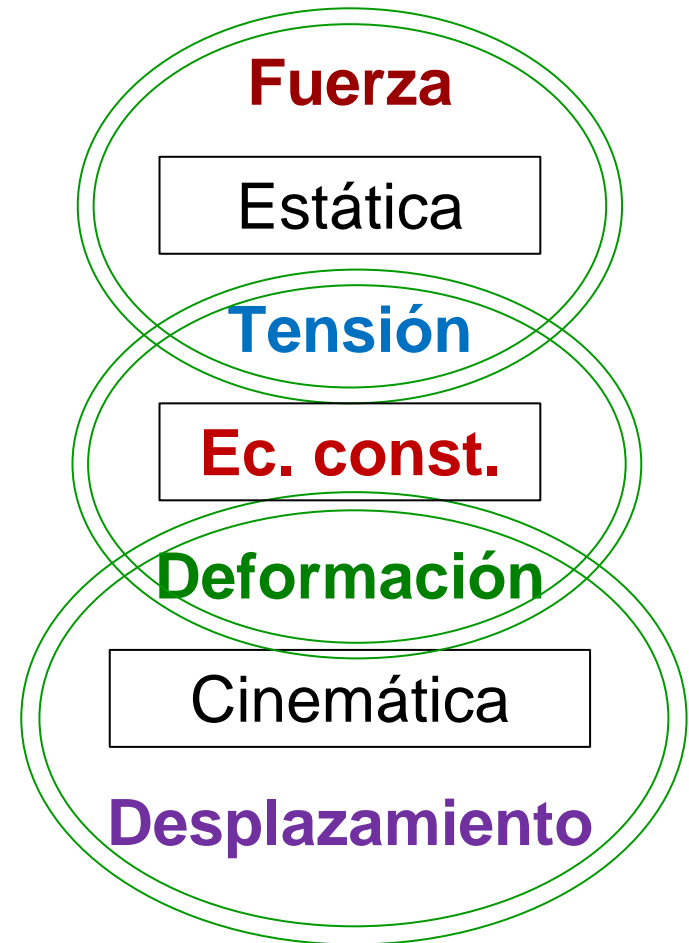 Fuerza
Estática
Tensión
Ec. const.
Deformación
Cinemática
Desplazamiento